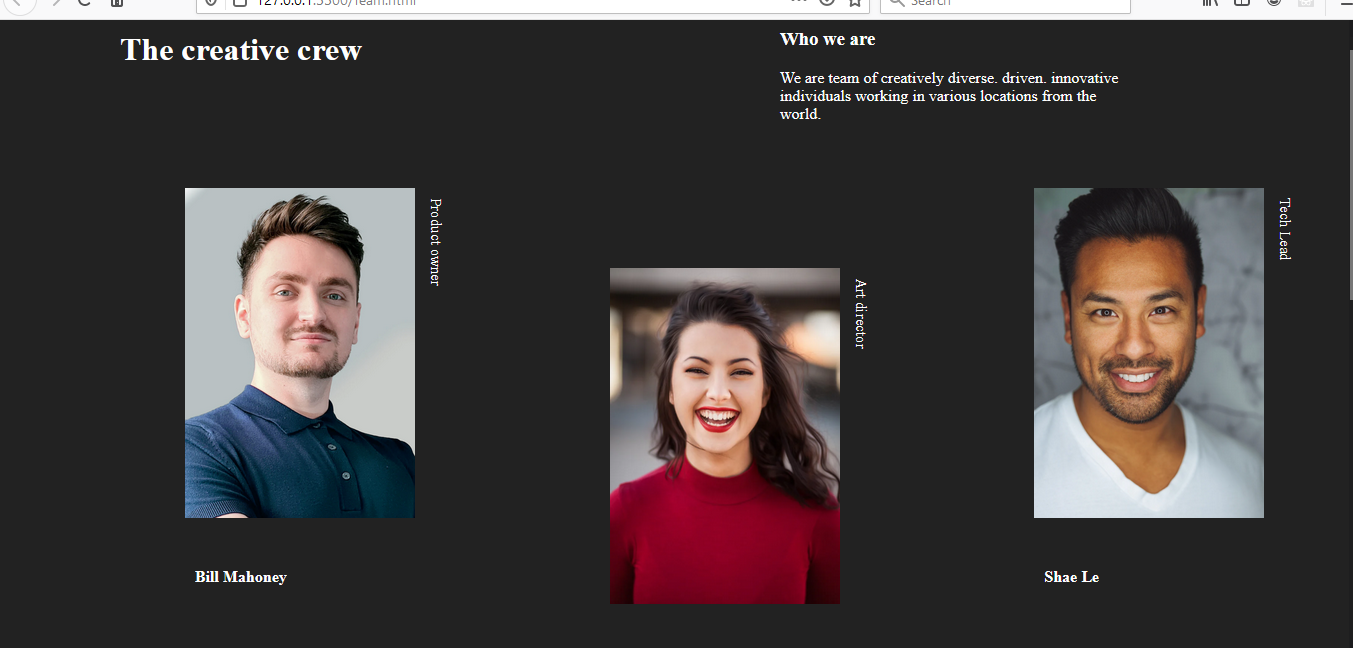 127.0.0.1:5500/Team.html
Search
The creative crew
Who we are
We are team of creatively diverse. driven. innovative
individuals working in various locations from the
world.
Product owner
Art director
Tech Lead
Bill Mahoney
Shae Le